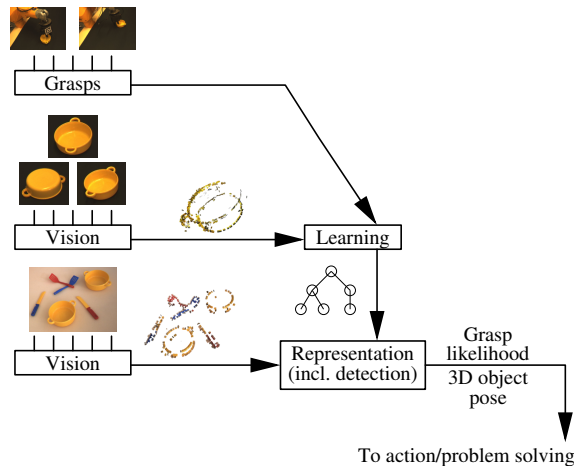 Grasps
Vision
Learning
Vision
Representation
(incl. detection)
Grasp
likelihood
3D object
pose
To action/problem solving